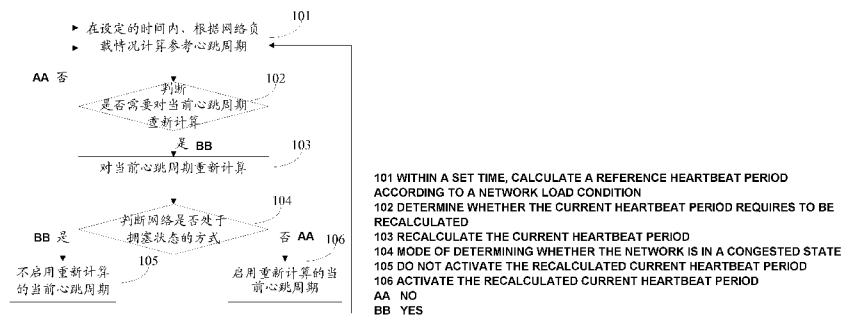 101
在设定的时间内、根据网络负
载情况计算参考心跳周期
AA 否
102
判断
是否需要对当前心跳周期
重新计算
是 BB
103
对当前心跳周期重新计算
104
判断网络是否处于
拥塞状态的方式
BB 是
否 AA
105
106
不启用重新计算
的当前心跳周期
启用重新计算的当
前心跳周期
101 WITHIN A SET TIME, CALCULATE A REFERENCE HEARTBEAT PERIOD
ACCORDING TO A NETWORK LOAD CONDITION
102 DETERMINE WHETHER THE CURRENT HEARTBEAT PERIOD REQUIRES TO BE
RECALCULATED
103 RECALCULATE THE CURRENT HEARTBEAT PERIOD
104 MODE OF DETERMINING WHETHER THE NETWORK IS IN A CONGESTED STATE
105 DO NOT ACTIVATE THE RECALCULATED CURRENT HEARTBEAT PERIOD
106 ACTIVATE THE RECALCULATED CURRENT HEARTBEAT PERIOD
AA NO
BB YES